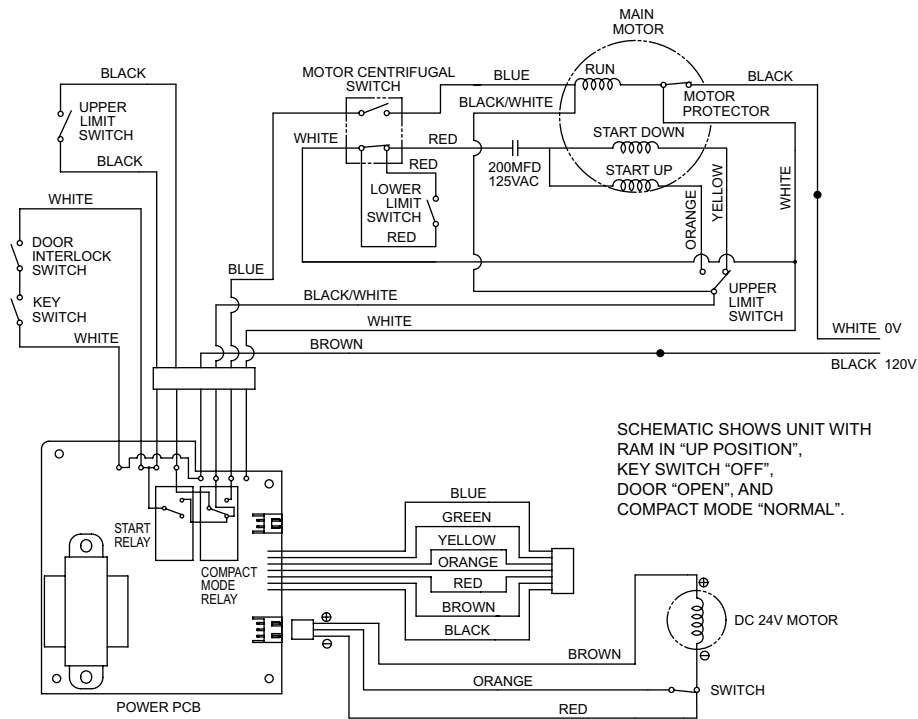 MAIN
MOTOR
BLACK
MOTOR CENTRIFUGAL
SWITCH
BLUE
RUN
BLACK
UPPER
LIMIT
SWITCH
BLACK/WHITE
MOTOR
PROTECTOR
WHITE
RED
START DOWN
BLACK
RED
200MFD
125VAC
START UP
WHITE
LOWER
LIMIT
SWITCH
RED
ORANGE
YELLOW
WHITE
DOOR
INTERLOCK
SWITCH
BLUE
KEY
SWITCH
BLACK/WHITE
UPPER
LIMIT
SWITCH
WHITE
WHITE
BROWN
WHITE 0V
BLACK 120V
SCHEMATIC SHOWS UNIT WITH
RAM IN “UP POSITION”,
KEY SWITCH “OFF”,
DOOR “OPEN”, AND
COMPACT MODE “NORMAL”.
START
RELAY
COMPACT
MODE
RELAY
BLUE
GREEN
YELLOW
ORANGE
RED
BROWN
BLACK
DC 24V MOTOR
BROWN
ORANGE
SWITCH
RED
POWER PCB